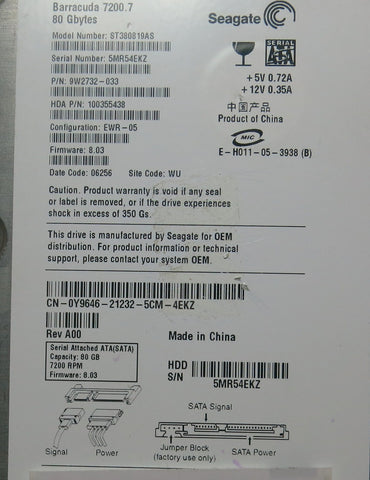 Barracuda 7200.7
80 Gbytes
Seagate
Model Number: ST380819AS
SERIAL
SATA
Serial Number: 5MR54EKZ
+5V 0.72A
+12V 0.35A
P/N: 9W2732-033
HDA P/N: 100355438
中国产品
Product of China
Configuration: EWR-05
MIC
Firmware: 8.03
E-H011-05-3938 (B)
Date Code: 06256 Site Code: WU
Caution. Product warranty is void if any seal
or label is removed, or if the drive experiences
shock in excess of 350 Gs.
This drive is manufactured by Seagate for OEM
distribution. For product information or technical
support, please contact your system OEM.
CN-0Y9646-21232-5CM-4EKZ
Rev A00
Made in China
Serial Attached ATA(SATA)
Capacity: 80 GB
7200 RPM
Firmware: 8.03
HDD
S/N
5MR54EKZ
SATA Signal
Signal
Power
Jumper Block
(factory use only)
SATA Power